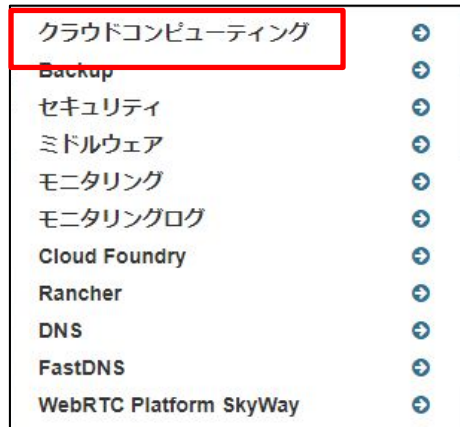 クラウドコンピューティング
Backup
セキュリティ
ミドルウェア
モニタリング
モニタリングログ
Cloud Foundry
Rancher
DNS
FastDNS
WebRTC Platform SkyWay